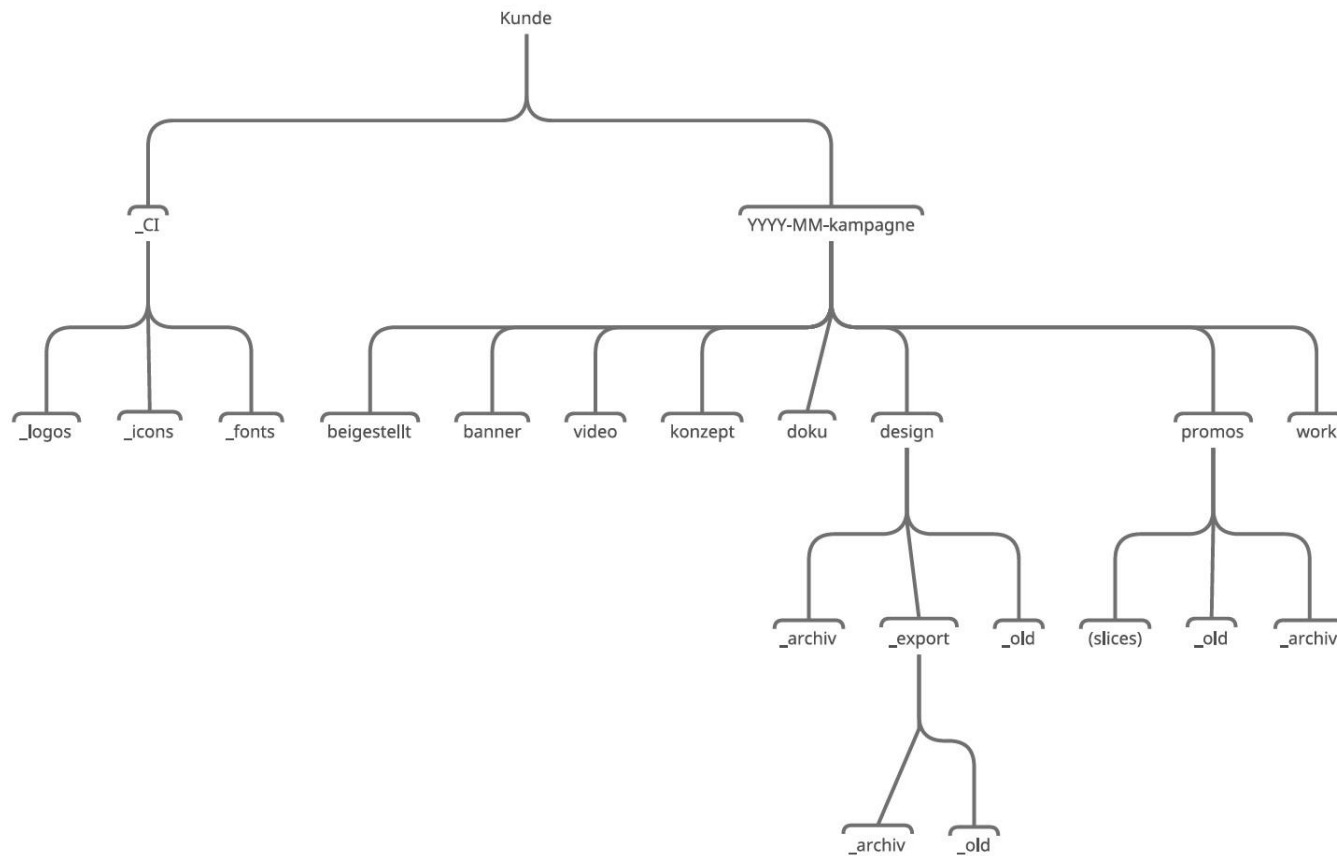 Kunde
_CI
YYYY-MM-kampagne
_logos
_icons
_fonts
beigestellt
banner
video
konzept
doku
design
promos
work
_archiv
_export
_old
(slices)
_old
_archiv
_archiv
_old